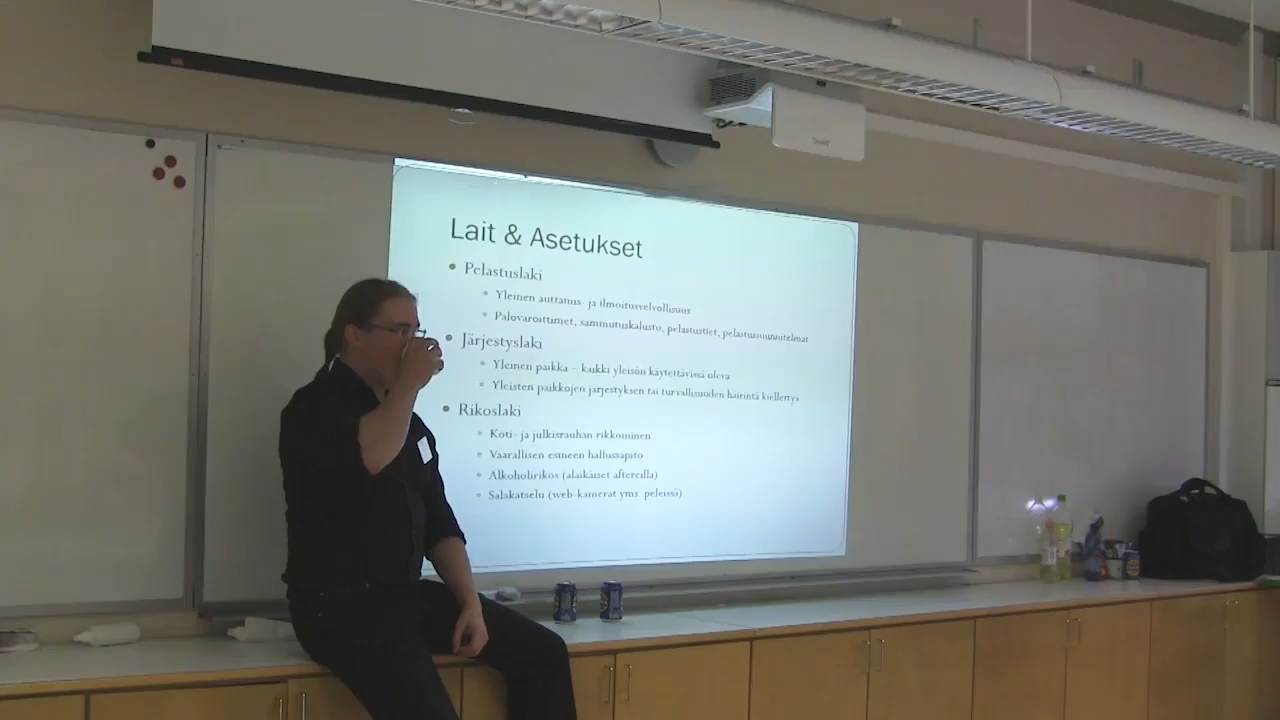 Lait & Asetukset
Pelastuslaki
Yleinen auttamis- ja ilmoitusvelvollisuus
Palovaroittimet, sammutuskalusto, pelastustiet, pelastussuunnitelmat
Järjestyslaki
Yleinen paikka – kaikki yleisön käytettävissä oleva
Yleisten paikkojen järjestyksen tai turvallisuuden häirintä kiellettyä
Rikoslaki
Koti- ja julkisrauhan rikkominen
Vaarallisen esineen hallussapito
Alkoholirikos (alaikäiset aftereilla)
Salakatselu (web-kamerat yms. peleissä)